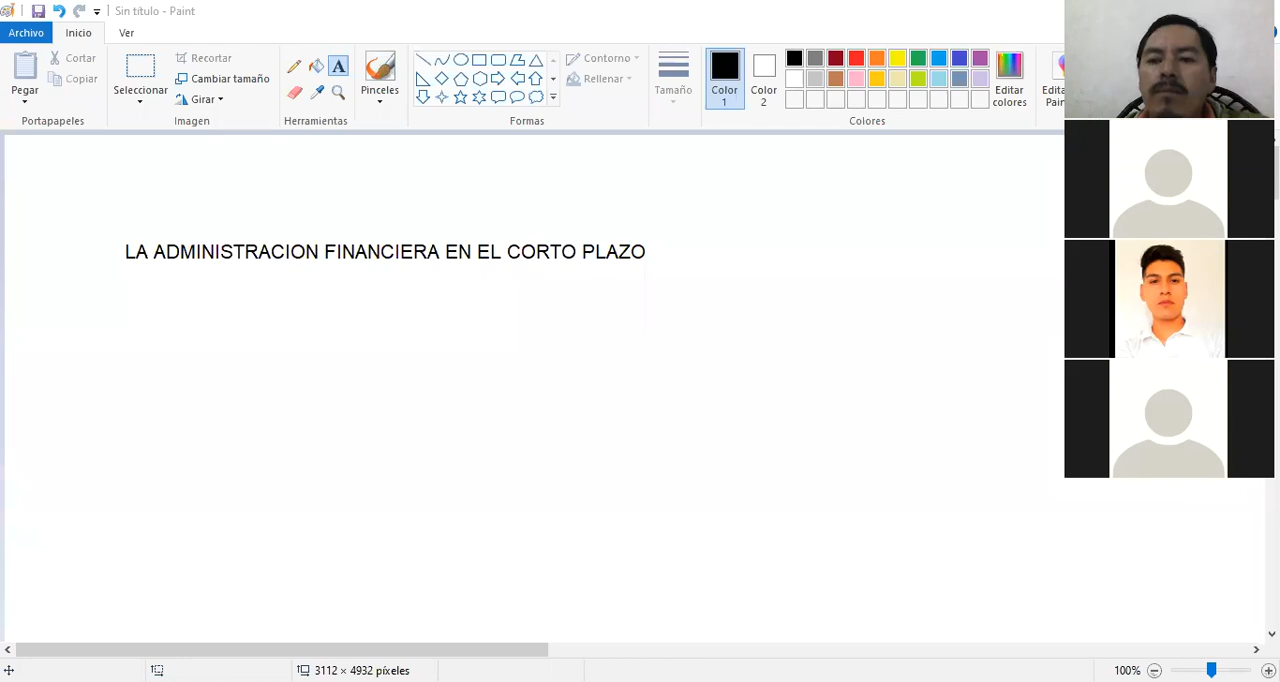 Sin título - Paint
Archivo Inicio Ver
Pegar
Cortar
Copiar
Portapapeles
Seleccionar
Recortar
Cambiar tamaño
Girar
Imagen
A
Herramientas
Pinceles
Contorno
Rellenar
Formas
Tamaño
Color 1
Color 2
Editar colores
Colores
LA ADMINISTRACION FINANCIERA EN EL CORTO PLAZO
3112 × 4932 píxeles
100%